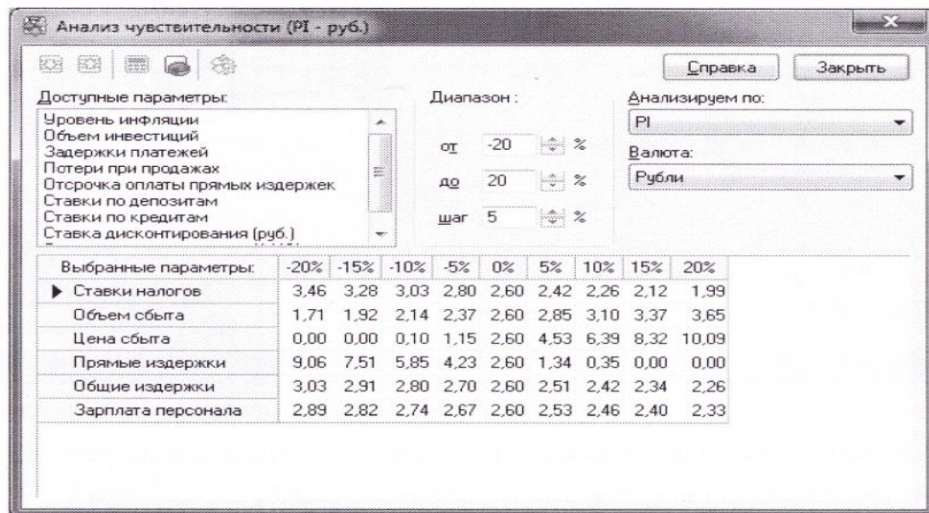 Анализ чувствительности (PI - руб.)
Справка Закрыть
Доступные параметры:
Уровень инфляции
Объем инвестиций
Задержки платежей
Потери при продажах
Отсрочка оплаты прямых издержек
Ставки по депозитам
Ставки по кредитам
Ставка дисконтирования (руб.)
Диапазон :
от -20 %
до 20 %
шаг 5 %
Анализируем по:
PI
Валюта:
Рубли
Выбранные параметры: -20% -15% -10% -5% 0% 5% 10% 15% 20%
Ставки налогов 3,46 3,28 3,03 2,80 2,60 2,42 2,26 2,12 1,99
Объем сбыта 1,71 1,92 2,14 2,37 2,60 2,85 3,10 3,37 3,65
Цена сбыта 0,00 0,00 0,10 1,15 2,60 4,53 6,39 8,32 10,09
Прямые издержки 9,06 7,51 5,85 4,23 2,60 1,34 0,35 0,00 0,00
Общие издержки 3,03 2,91 2,80 2,70 2,60 2,51 2,42 2,34 2,26
Зарплата персонала 2,89 2,82 2,74 2,67 2,60 2,53 2,46 2,40 2,33